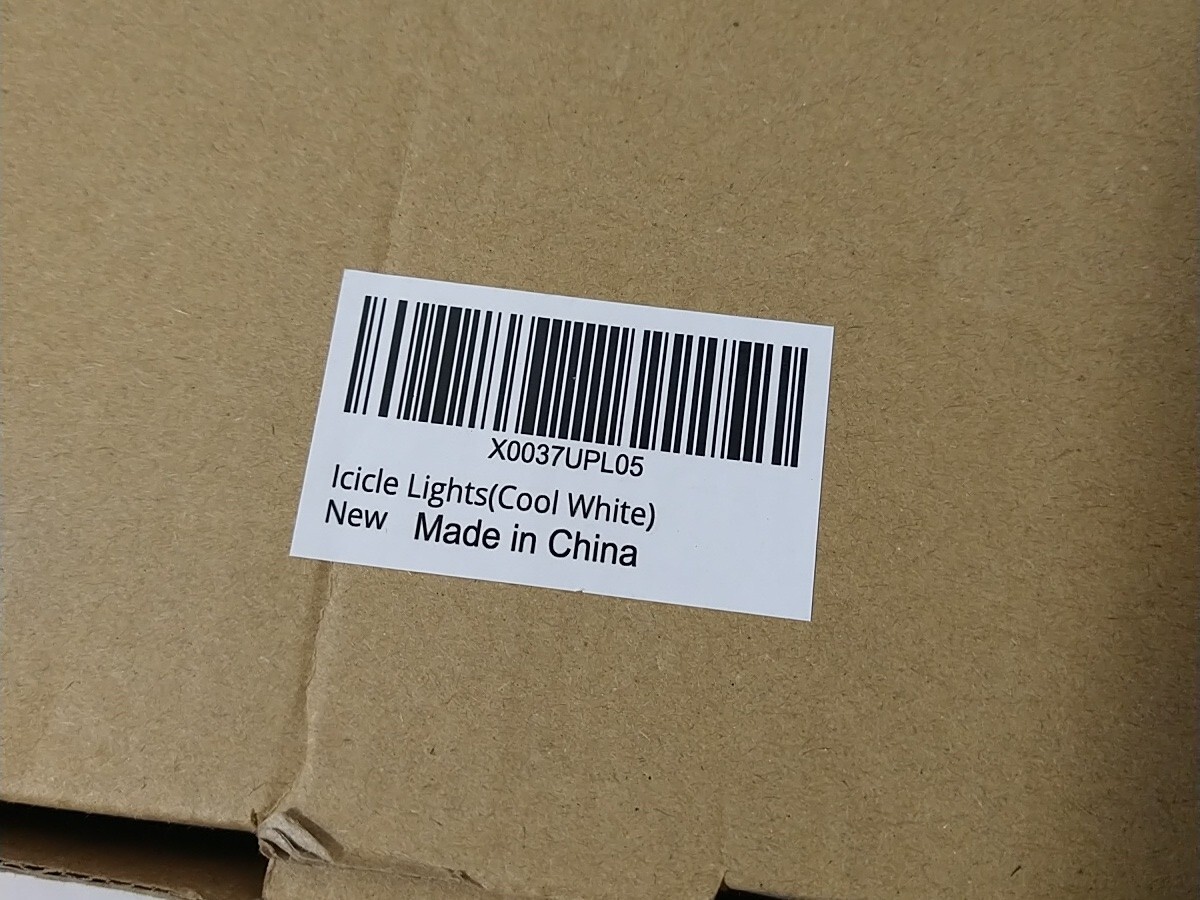 X0037UPL05
Icicle Lights(Cool White)
New Made in China